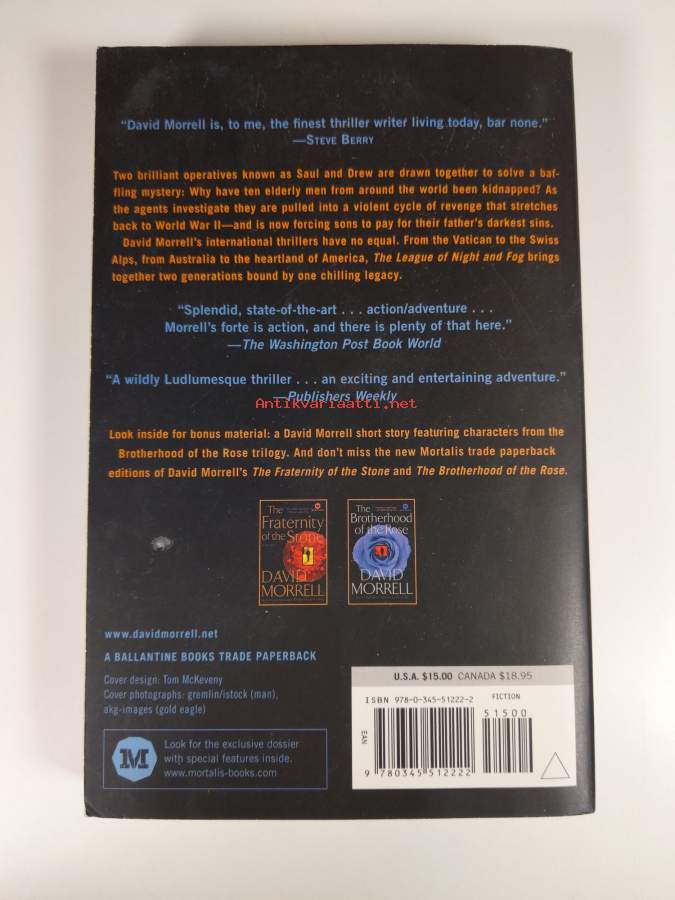 “David Morrell is, to me, the finest thriller writer living today, bar none.”
—STEVE BERRY
Two brilliant operatives known as Saul and Drew are drawn together to solve a baf-
fling mystery: Why have ten elderly men from around the world been kidnapped? As
the agents investigate they are pulled into a violent cycle of revenge that stretches
back to World War II—and is now forcing sons to pay for their father’s darkest sins.
David Morrell’s international thrillers have no equal. From the Vatican to the Swiss
Alps, from Australia to the heartland of America, The League of Night and Fog brings
together two generations bound by one chilling legacy.
“Splendid, state-of-the-art . . . action/adventure . . .
Morrell’s forte is action, and there is plenty of that here.”
—The Washington Post Book World
“A wildly Ludlumesque thriller . . . an exciting and entertaining adventure.”
—Publishers Weekly
Antikvariaatti.net
Look inside for bonus material: a David Morrell short story featuring characters from the
Brotherhood of the Rose trilogy. And don’t miss the new Mortalis trade paperback
editions of David Morrell’s The Fraternity of the Stone and The Brotherhood of the Rose.
The
Fraternity
of the Stone
DAVID
MORRELL
The
Brotherhood
of the Rose
DAVID
MORRELL
www.davidmorrell.net
A BALLANTINE BOOKS TRADE PAPERBACK
Cover design: Tom McKeveny
Cover photographs: gremlin/istock (man),
akg-images (gold eagle)
M
Look for the exclusive dossier
with special features inside.
www.mortalis-books.com
U.S.A. $15.00 CANADA $18.95
ISBN 978-0-345-51222-2
FICTION
51500
EAN
9 780345 512222